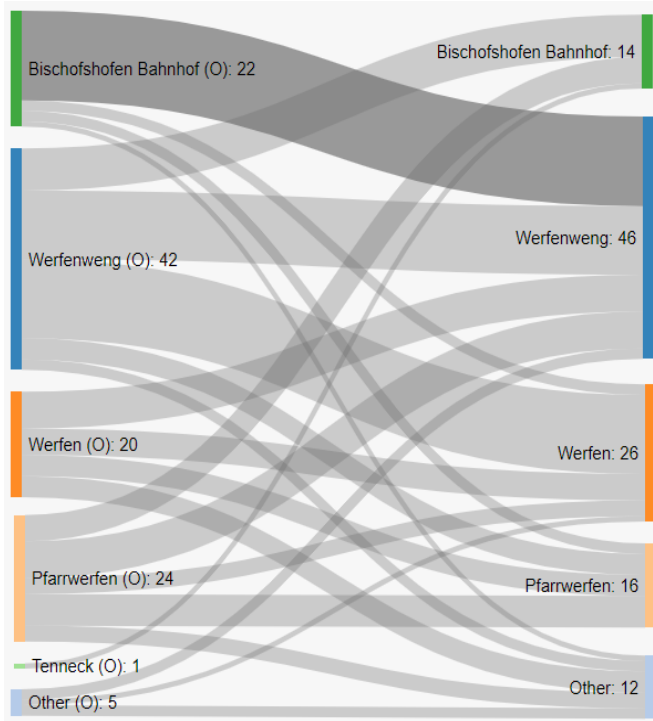 Bischofshofen Bahnhof (O): 22
Werfenweng (O): 42
Werfen (O): 20
Pfarrwerfen (O): 24
Tenneck (O): 1
Other (O): 5
Bischofshofen Bahnhof: 14
Werfenweng: 46
Werfen: 26
Pfarrwerfen: 16
Other: 12